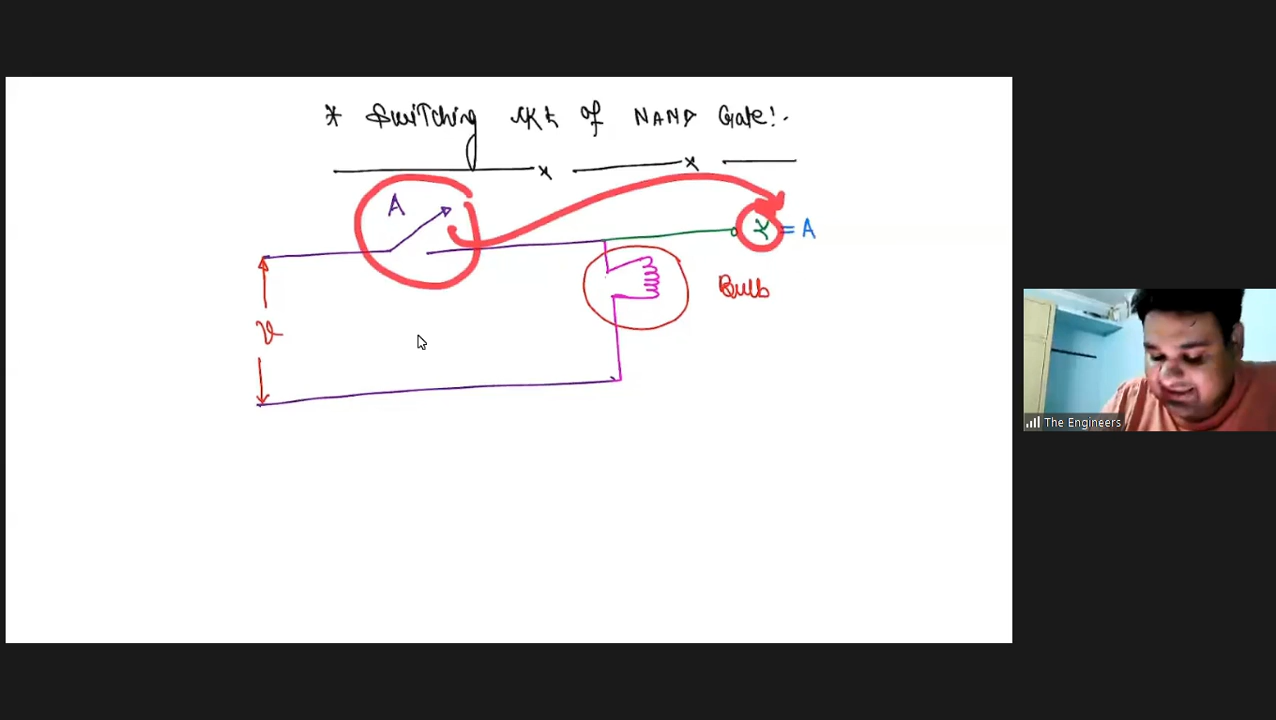 * Switching ckt of NAND Gate:-
A
Y = A
Bulb
V
The Engineers